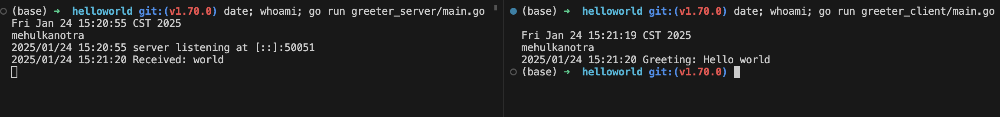 (base) ➜ helloworld git:(v1.70.0) date; whoami; go run greeter_server/main.go
Fri Jan 24 15:20:55 CST 2025
mehulkanotra
2025/01/24 15:20:55 server listening at [::]:50051
2025/01/24 15:21:20 Received: world
(base) ➜ helloworld git:(v1.70.0) date; whoami; go run greeter_client/main.go
Fri Jan 24 15:21:19 CST 2025
mehulkanotra
2025/01/24 15:21:20 Greeting: Hello world
(base) ➜ helloworld git:(v1.70.0)